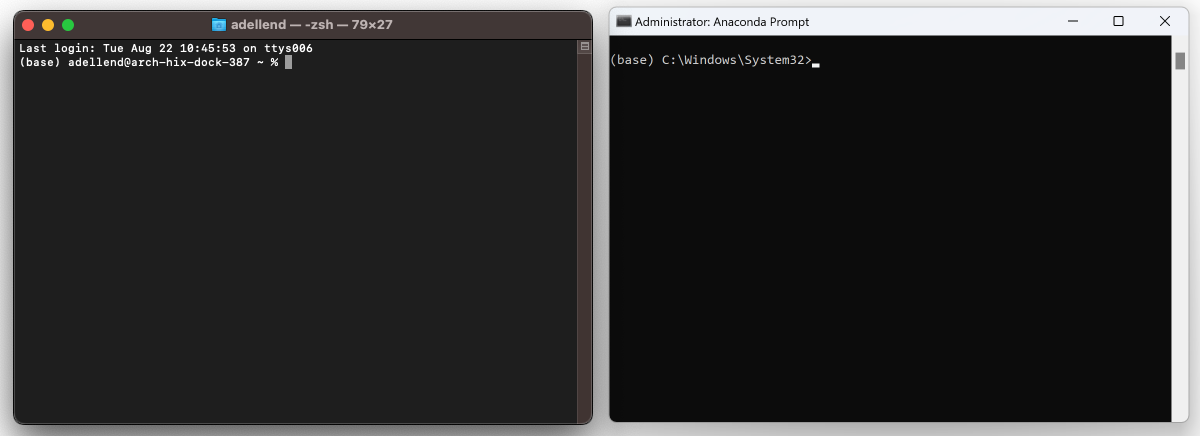 adellend — -zsh — 79×27
Last login: Tue Aug 22 10:45:53 on ttys006
(base) adellend@arch-hix-dock-387 ~ %
Administrator: Anaconda Prompt
(base) C:\Windows\System32>